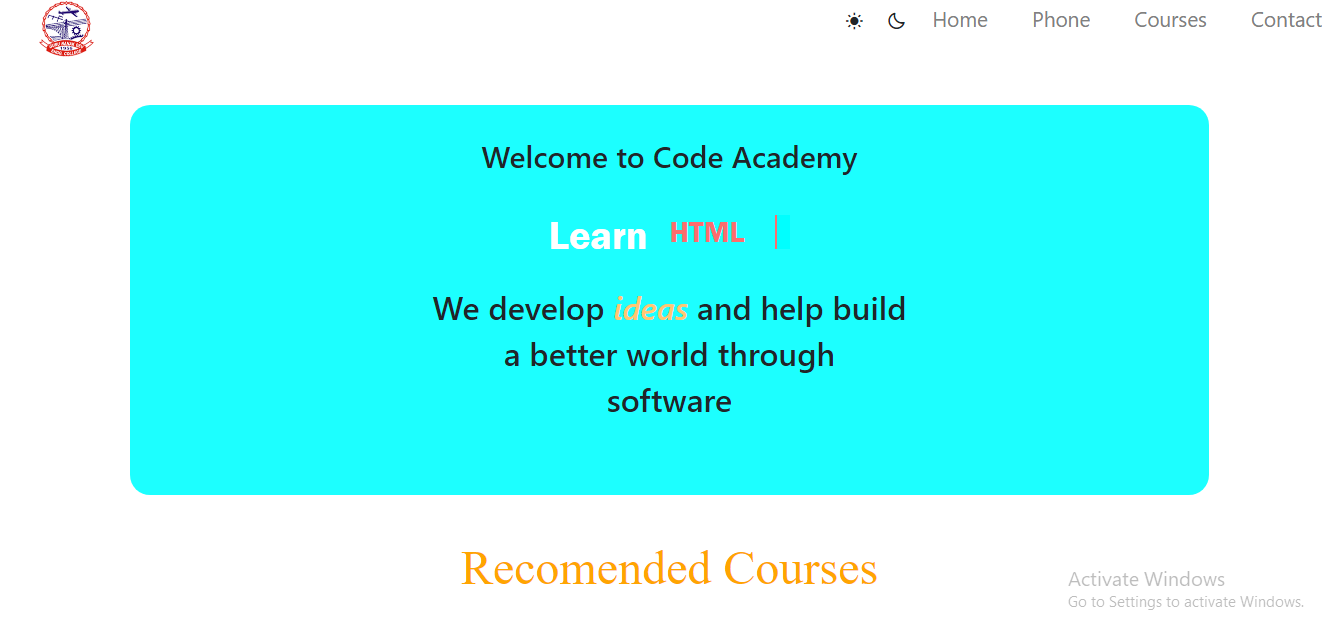 Home Phone Courses Contact
Welcome to Code Academy
Learn HTML
We develop ideas and help build
a better world through
software
Recomended Courses
Activate Windows
Go to Settings to activate Windows.